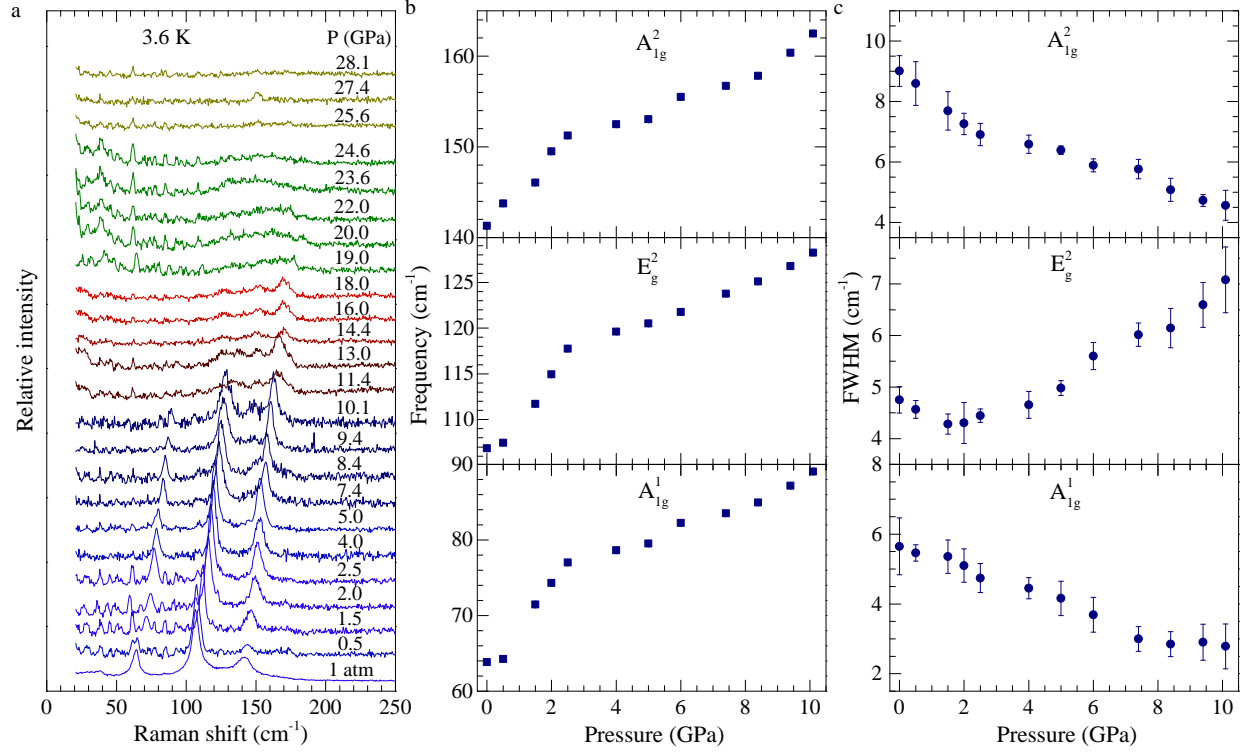 a
3.6 K
P (GPa)
28.1
27.4
25.6
24.6
23.6
22.0
20.0
19.0
18.0
16.0
14.4
13.0
11.4
10.1
9.4
8.4
7.4
5.0
4.0
2.5
2.0
1.5
0.5
1 atm
Relative intensity
0 50 100 150 200 250
Raman shift (cm⁻¹)
b
A²₁g
160
150
140
E²g
125
120
115
110
90
A¹₁g
80
70
60
Frequency (cm⁻¹)
0 2 4 6 8 10
Pressure (GPa)
c
A²₁g
10
8
6
4
E²g
7
6
5
4
8
A¹₁g
6
4
2
FWHM (cm⁻¹)
0 2 4 6 8 10
Pressure (GPa)